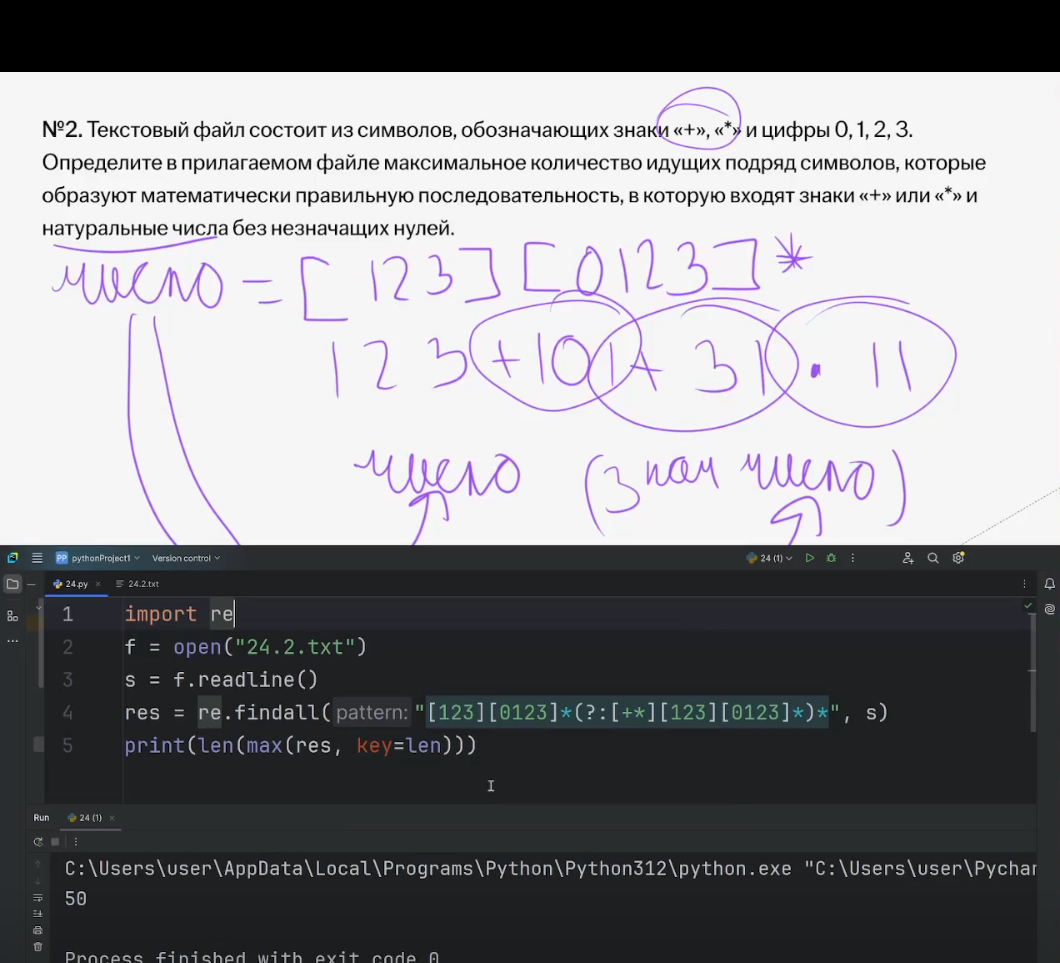 №2. Текстовый файл состоит из символов, обозначающих знаки «+», «*» и цифры 0, 1, 2, 3.
Определите в прилагаемом файле максимальное количество идущих подряд символов, которые
образуют математически правильную последовательность, в которую входят знаки «+» или «*» и
натуральные числа без незначащих нулей.
число = [123][0123]*
123+101+31·11
число (знак число)
PP pythonProject1 Version control 24 (1)
24.py 24.2.txt
1 import re
2 f = open("24.2.txt")
3 s = f.readline()
4 res = re.findall( pattern: "[123][0123]*(?:[+*][123][0123]*)*", s)
5 print(len(max(res, key=len)))
Run 24 (1)
C:\Users\user\AppData\Local\Programs\Python\Python312\python.exe "C:\Users\user\Pychar
50
Process finished with exit code 0